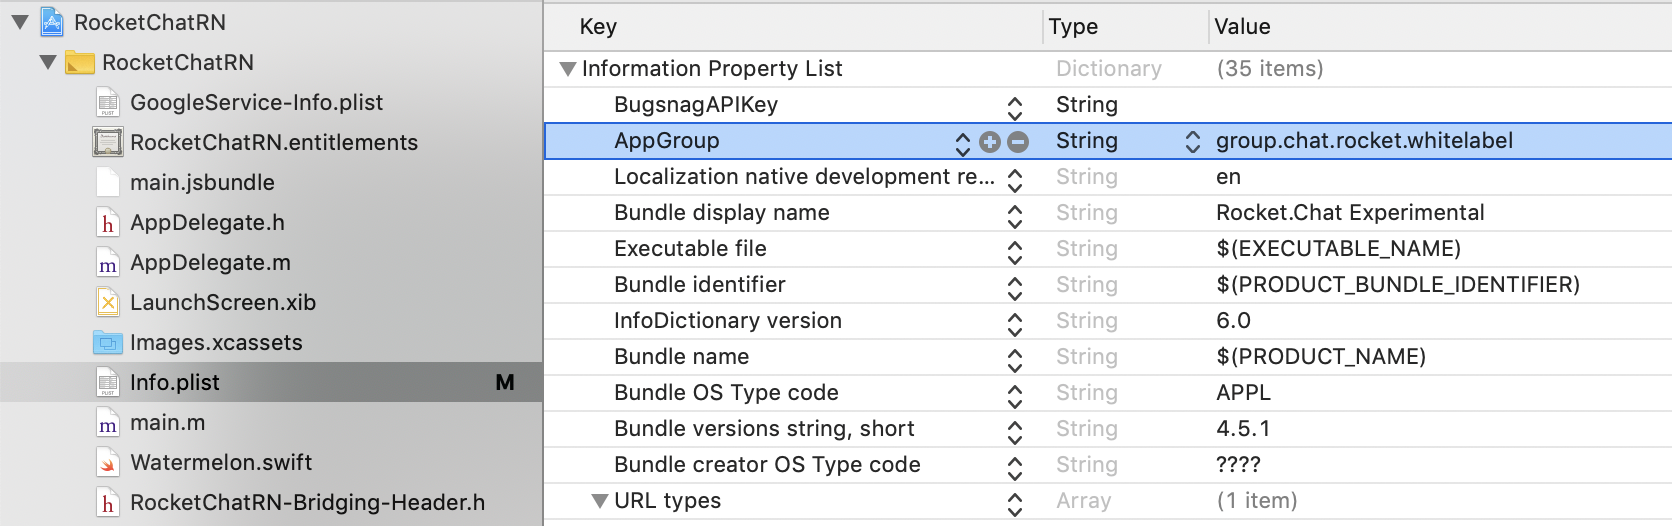 RocketChatRN
RocketChatRN
GoogleService-Info.plist
RocketChatRN.entitlements
main.jsbundle
h AppDelegate.h
m AppDelegate.m
LaunchScreen.xib
Images.xcassets
Info.plist M
m main.m
Watermelon.swift
h RocketChatRN-Bridging-Header.h
Key Type Value
Information Property List Dictionary (35 items)
BugsnagAPIKey String
AppGroup String group.chat.rocket.whitelabel
Localization native development re... String en
Bundle display name String Rocket.Chat Experimental
Executable file String $(EXECUTABLE_NAME)
Bundle identifier String $(PRODUCT_BUNDLE_IDENTIFIER)
InfoDictionary version String 6.0
Bundle name String $(PRODUCT_NAME)
Bundle OS Type code String APPL
Bundle versions string, short String 4.5.1
Bundle creator OS Type code String ????
URL types Array (1 item)